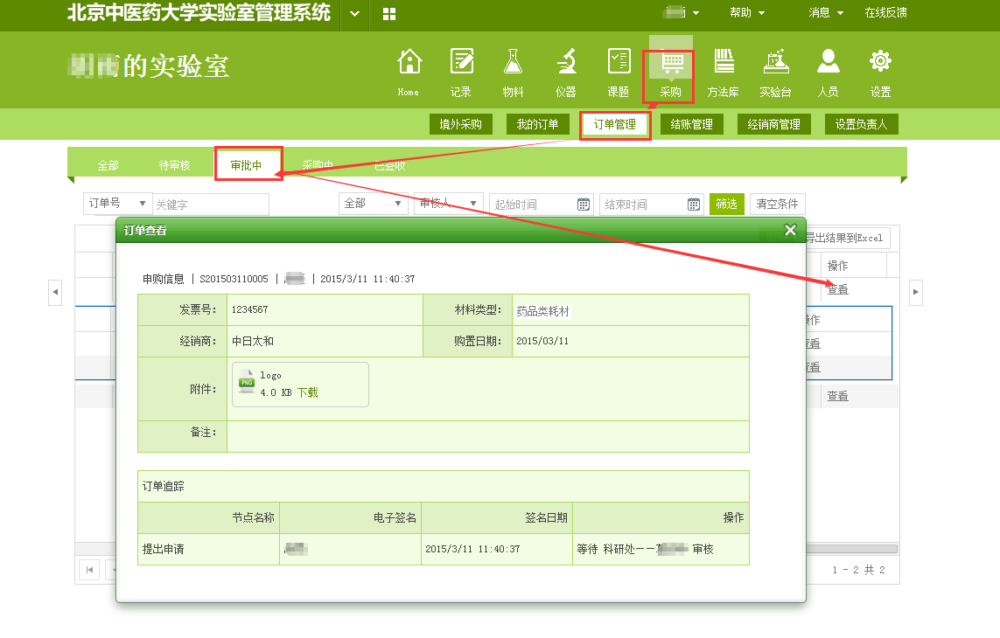 北京中医药大学实验室管理系统
帮助 消息 在线反馈
的实验室
Home 记录 物料 仪器 课题 采购 方法库 实验台 人员 设置
境外采购 我的订单 订单管理 结账管理 经销商管理 设置负责人
全部 待审核 审批中 采购中 已签收
订单号 关键字 全部 审核人 起始时间 结束时间 筛选 清空条件
导出结果到Excel
订单查看
操作
查看
操作
查看
查看
查看
申购信息 | S201503110005 | | 2015/3/11 11:40:37
发票号: 1234567 材料类型: 药品类耗材
经销商: 中日太和 购置日期: 2015/03/11
附件: PNG logo
4.0 KB 下载
备注:
订单追踪
节点名称 电子签名 签名日期 操作
提出申请 2015/3/11 11:40:37 等待 科研处—— 审核
1 - 2 共 2